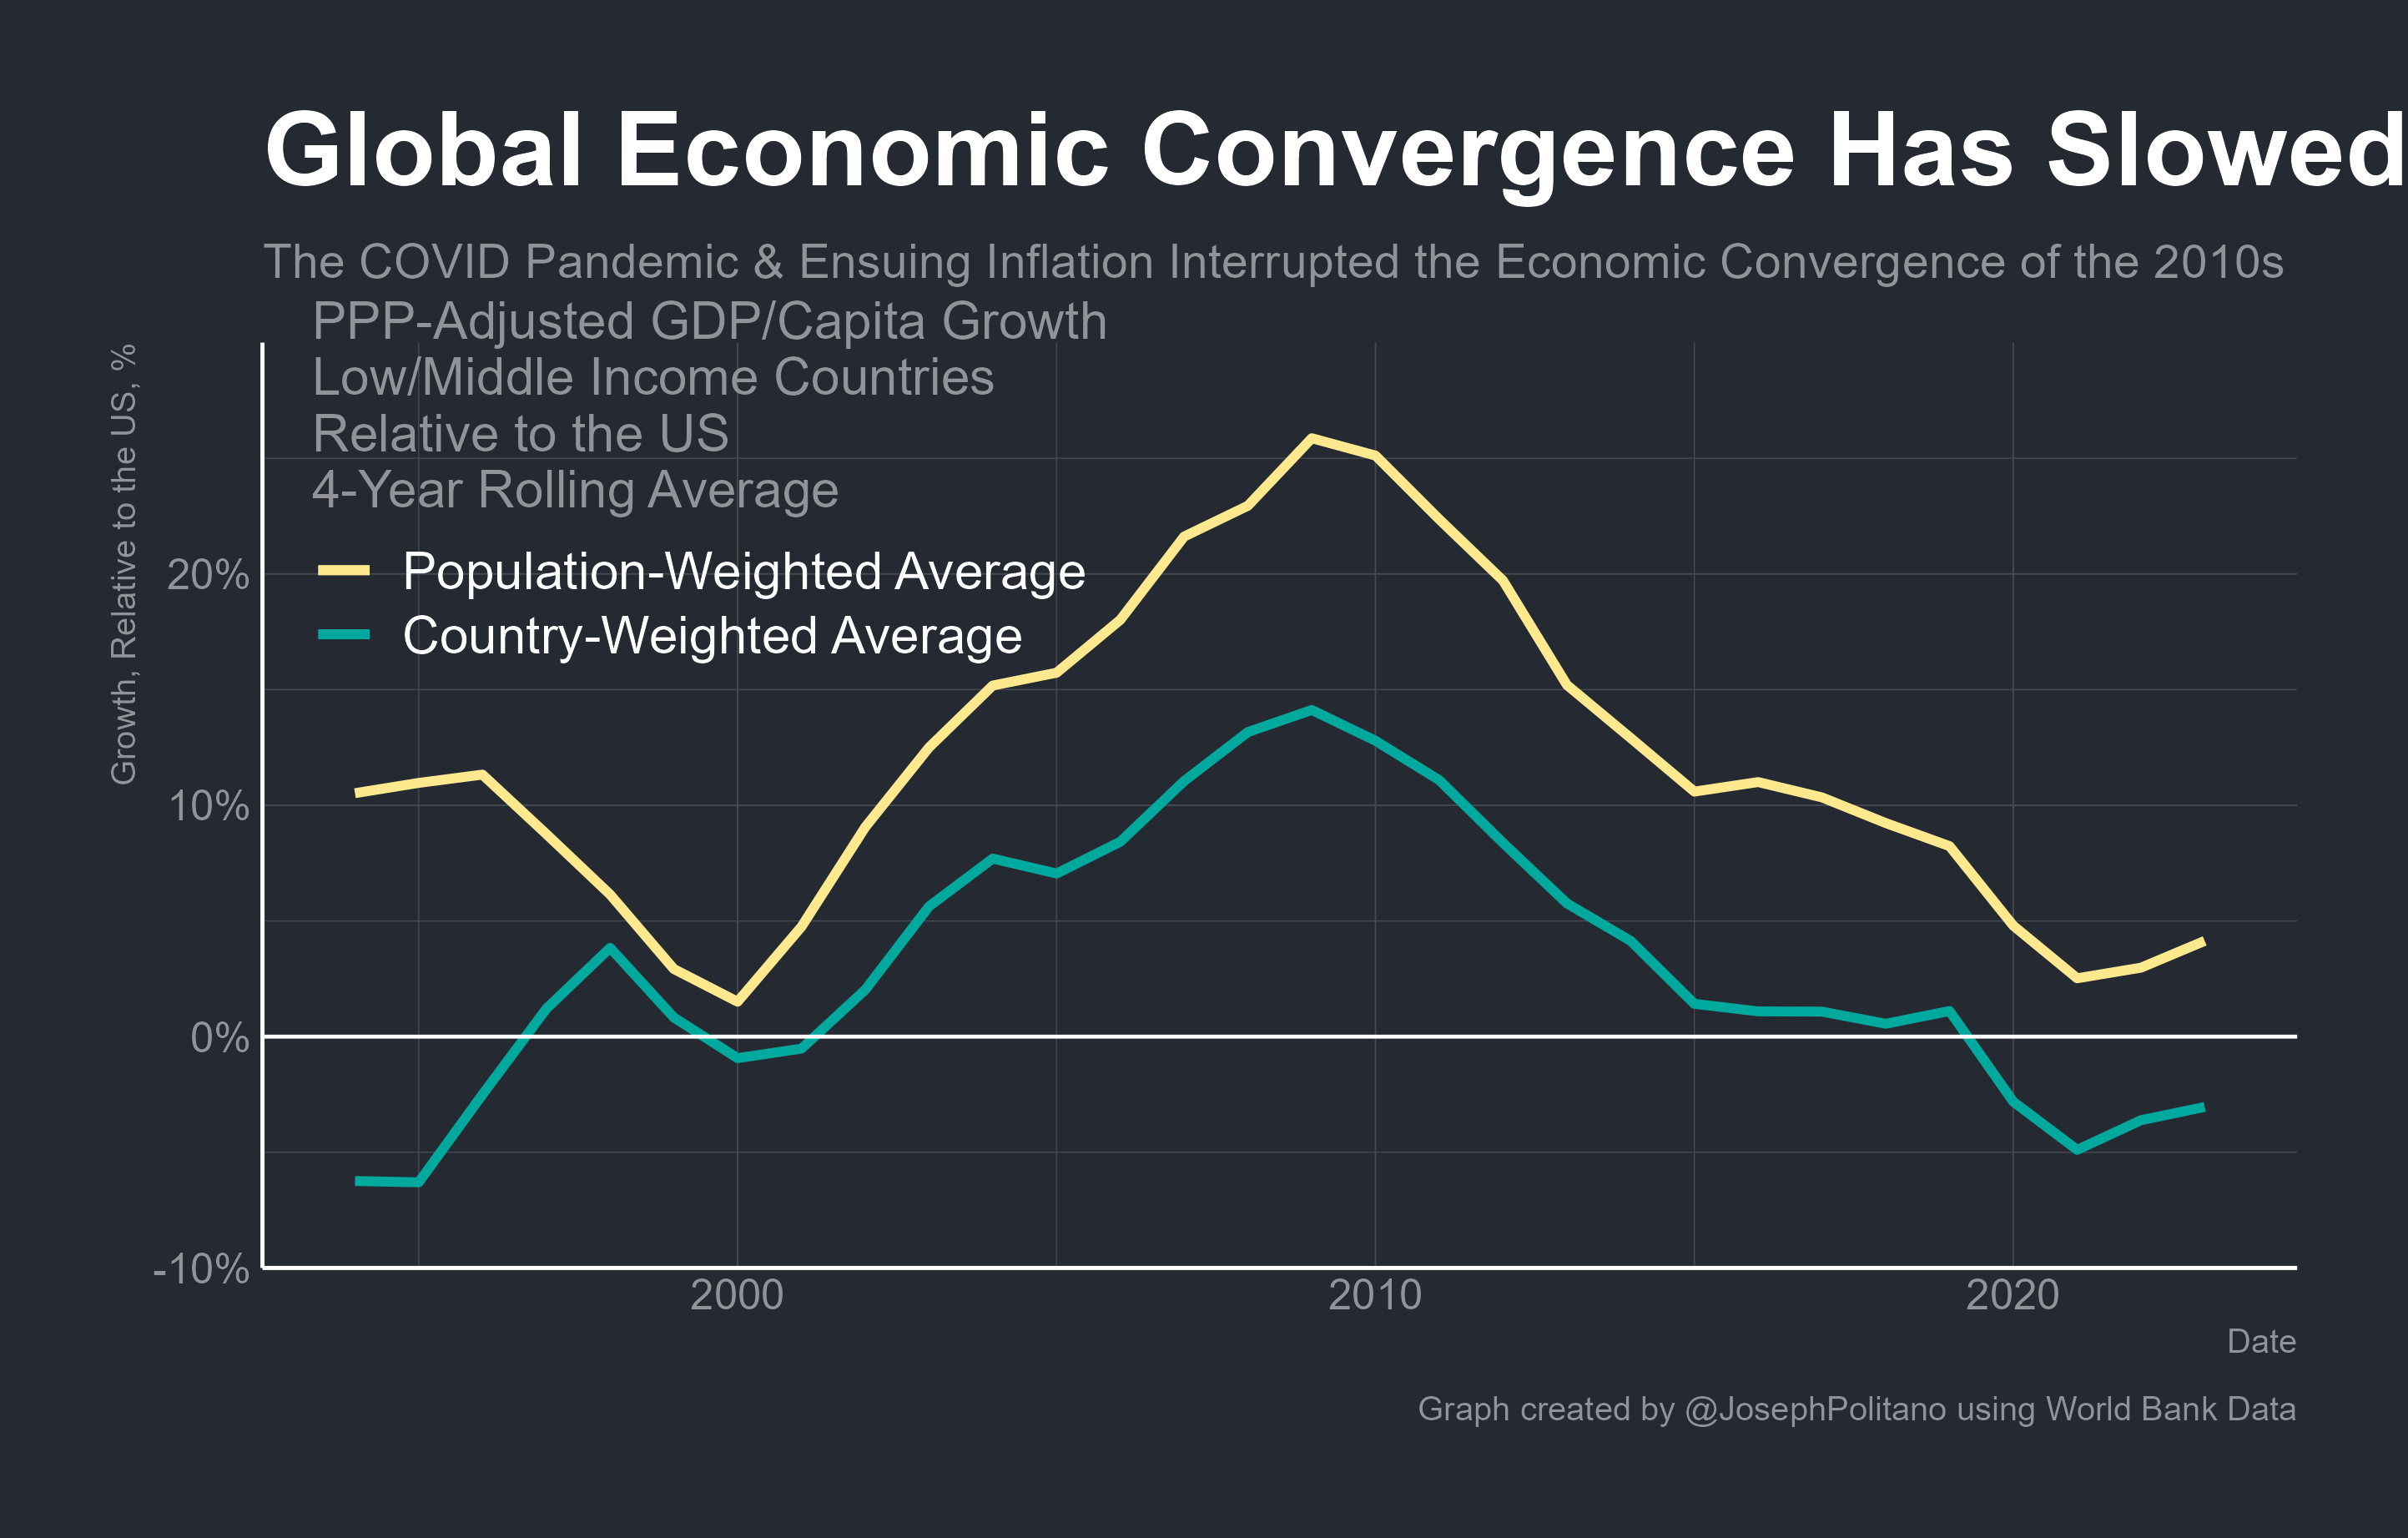 Global Economic Convergence Has Slowed
The COVID Pandemic & Ensuing Inflation Interrupted the Economic Convergence of the 2010s
PPP-Adjusted GDP/Capita Growth
Low/Middle Income Countries
Relative to the US
4-Year Rolling Average
Population-Weighted Average
Country-Weighted Average
Growth, Relative to the US, %
20%
10%
0%
-10%
2000 2010 2020
Date
Graph created by @JosephPolitano using World Bank Data